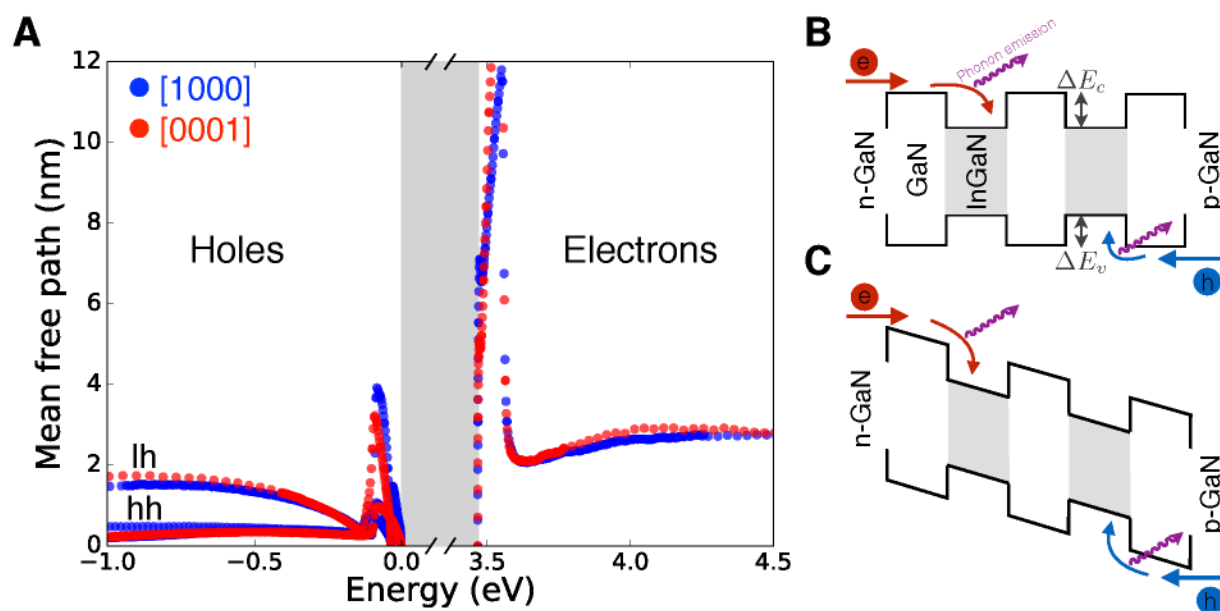 A
12
10
8
6
4
2
0
Mean free path (nm)
[1000]
[0001]
Holes
Electrons
lh
hh
-1.0
-0.5
0.0
3.5
4.0
4.5
Energy (eV)
B
e
Phonon emission
ΔE_c
n-GaN
GaN
InGaN
p-GaN
ΔE_v
h
C
e
n-GaN
p-GaN
h